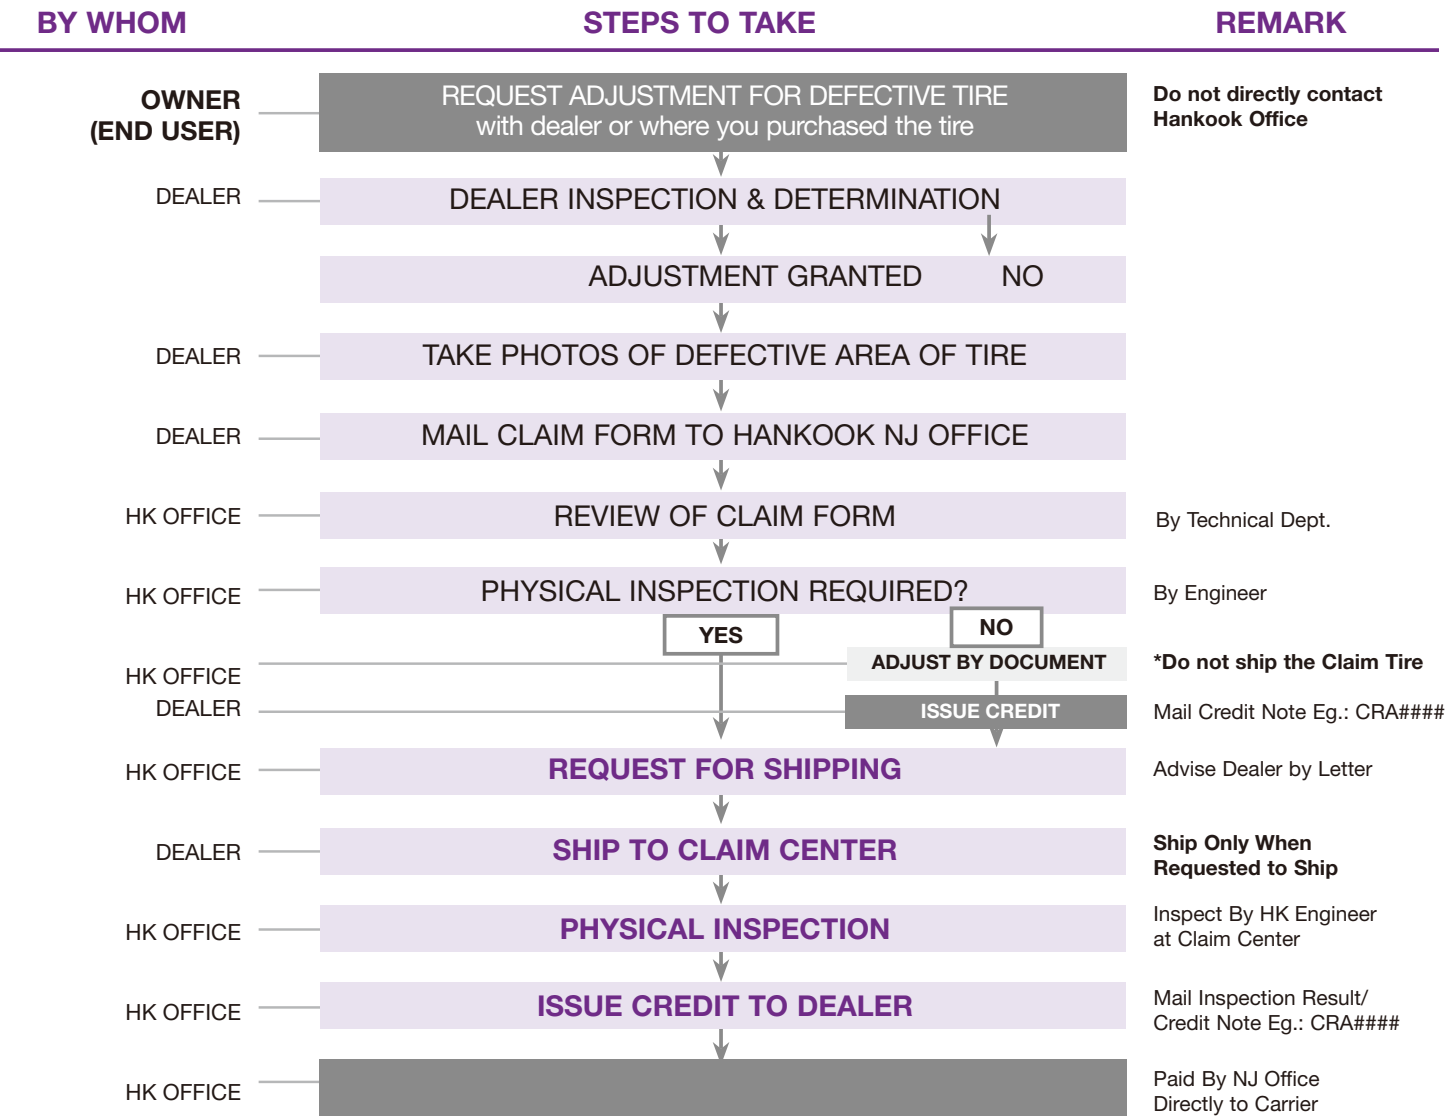 BY WHOM STEPS TO TAKE REMARK
OWNER
(END USER)
REQUEST ADJUSTMENT FOR DEFECTIVE TIRE
with dealer or where you purchased the tire
Do not directly contact
Hankook Office
DEALER DEALER INSPECTION & DETERMINATION
ADJUSTMENT GRANTED NO
DEALER TAKE PHOTOS OF DEFECTIVE AREA OF TIRE
DEALER MAIL CLAIM FORM TO HANKOOK NJ OFFICE
HK OFFICE REVIEW OF CLAIM FORM By Technical Dept.
HK OFFICE PHYSICAL INSPECTION REQUIRED? By Engineer
YES NO
HK OFFICE ADJUST BY DOCUMENT *Do not ship the Claim Tire
DEALER ISSUE CREDIT Mail Credit Note Eg.: CRA####
HK OFFICE REQUEST FOR SHIPPING Advise Dealer by Letter
DEALER SHIP TO CLAIM CENTER
Ship Only When
Requested to Ship
HK OFFICE PHYSICAL INSPECTION
Inspect By HK Engineer
at Claim Center
HK OFFICE ISSUE CREDIT TO DEALER
Mail Inspection Result/
Credit Note Eg.: CRA####
HK OFFICE
Paid By NJ Office
Directly to Carrier